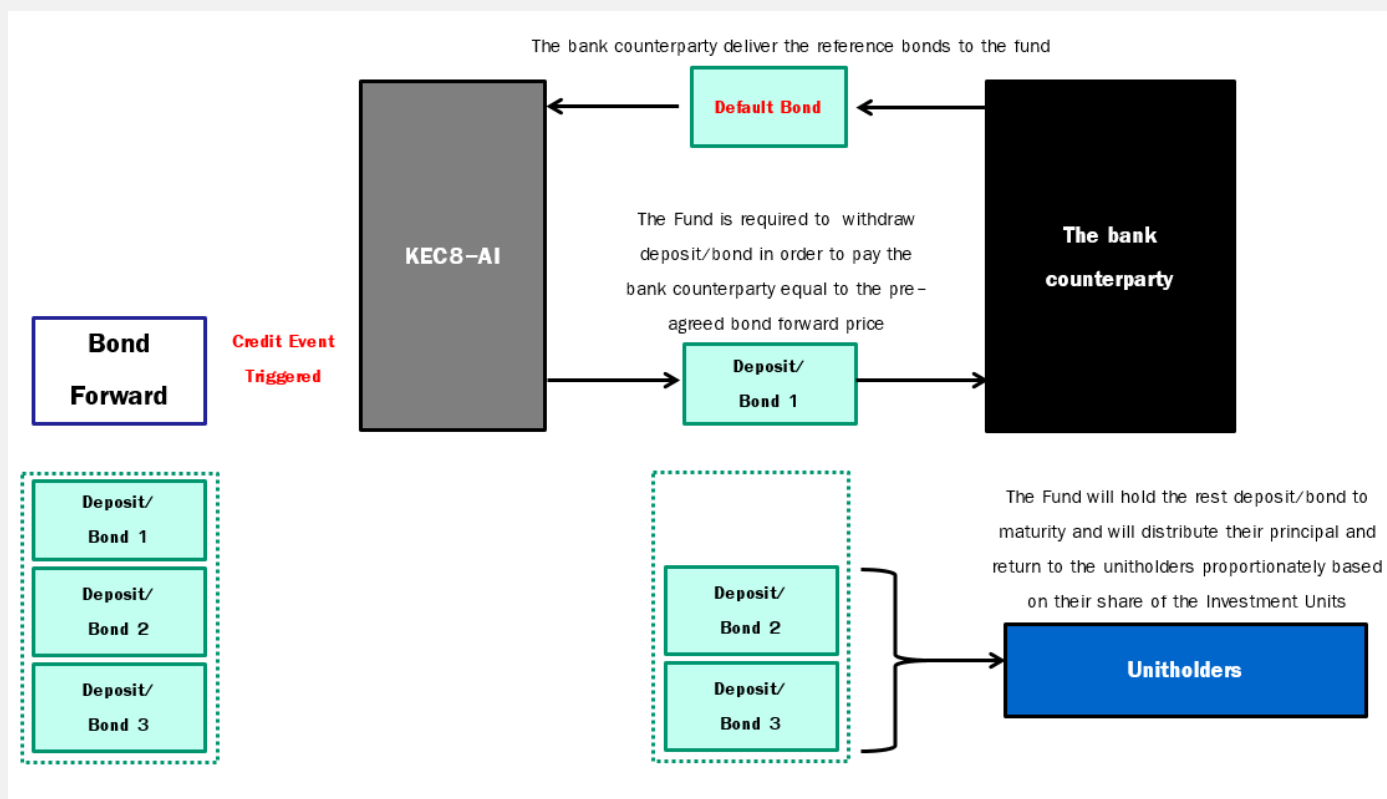 The bank counterparty deliver the reference bonds to the fund
Default Bond
KEC8-AI
The bank
counterparty
The Fund is required to withdraw
deposit/bond in order to pay the
bank counterparty equal to the pre-
agreed bond forward price
Bond
Forward
Credit Event
Triggered
Deposit/
Bond 1
Deposit/
Bond 1
Deposit/
Bond 2
Deposit/
Bond 3
Deposit/
Bond 2
Deposit/
Bond 3
The Fund will hold the rest deposit/bond to
maturity and will distribute their principal and
return to the unitholders proportionately based
on their share of the Investment Units
Unitholders